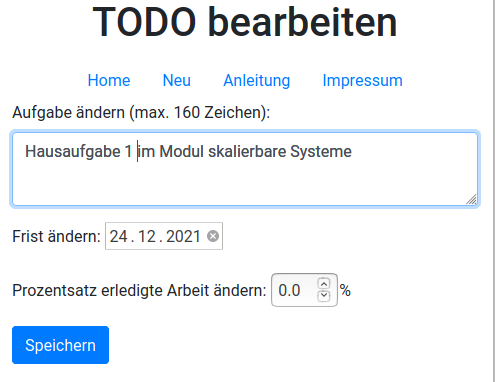 TODO bearbeiten
Home Neu Anleitung Impressum
Aufgabe ändern (max. 160 Zeichen):
Hausaufgabe 1 im Modul skalierbare Systeme
Frist ändern: 24.12.2021
Prozentsatz erledigte Arbeit ändern: 0.0 %
Speichern